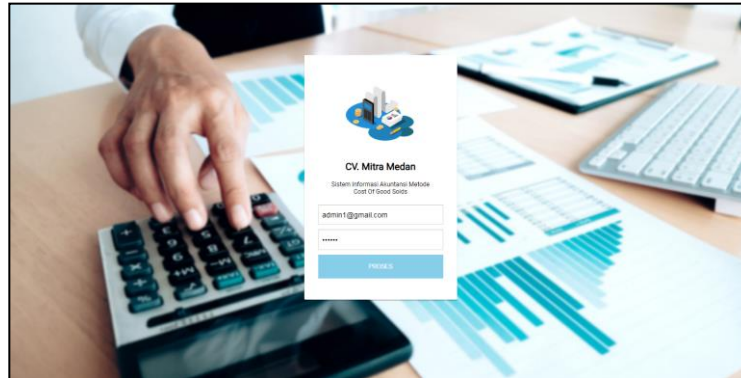 CV. Mitra Medan
Sistem Informasi Akuntansi Metode
Cost Of Good Solds
admin1@gmail.com
••••••
PROSES